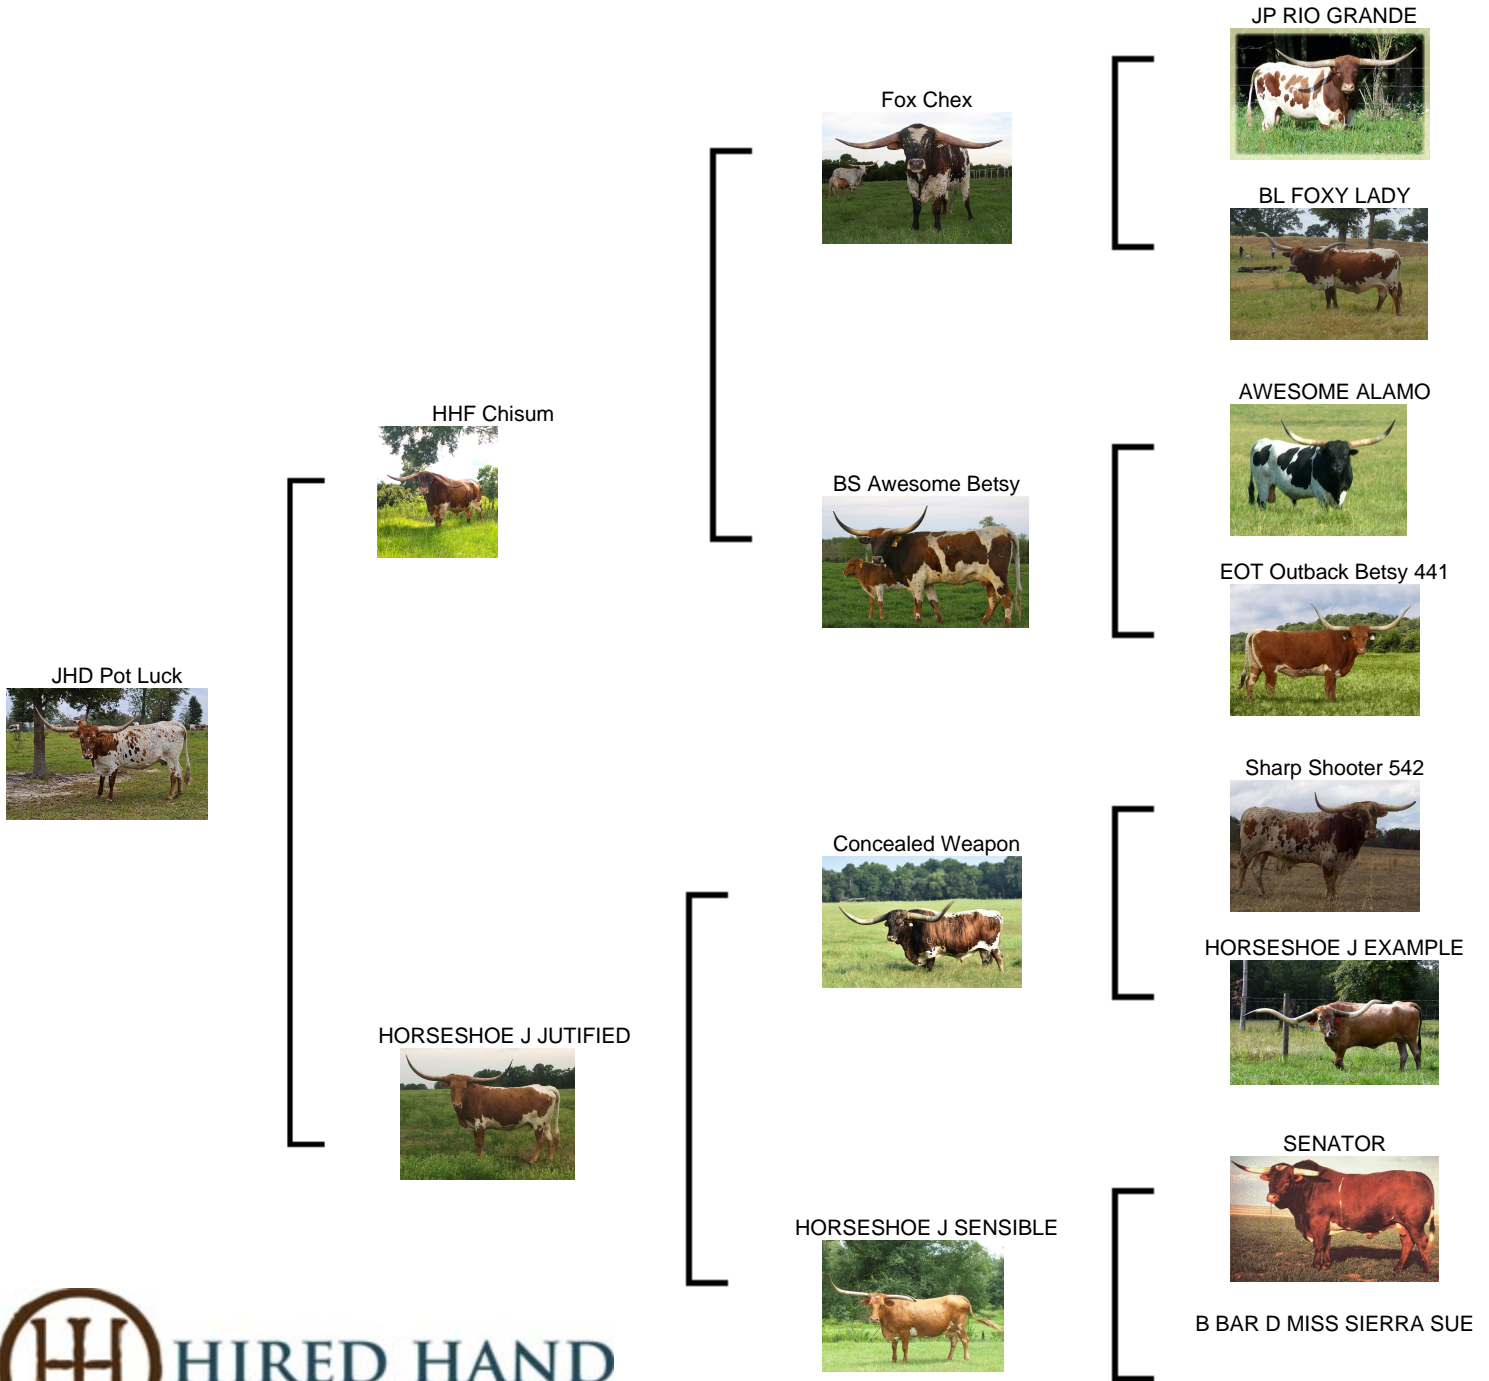 JP RIO GRANDE
Fox Chex
BL FOXY LADY
HHF Chisum
AWESOME ALAMO
BS Awesome Betsy
EOT Outback Betsy 441
JHD Pot Luck
Sharp Shooter 542
Concealed Weapon
HORSESHOE J EXAMPLE
HORSESHOE J JUTIFIED
SENATOR
HORSESHOE J SENSIBLE
B BAR D MISS SIERRA SUE
HIRED HAND